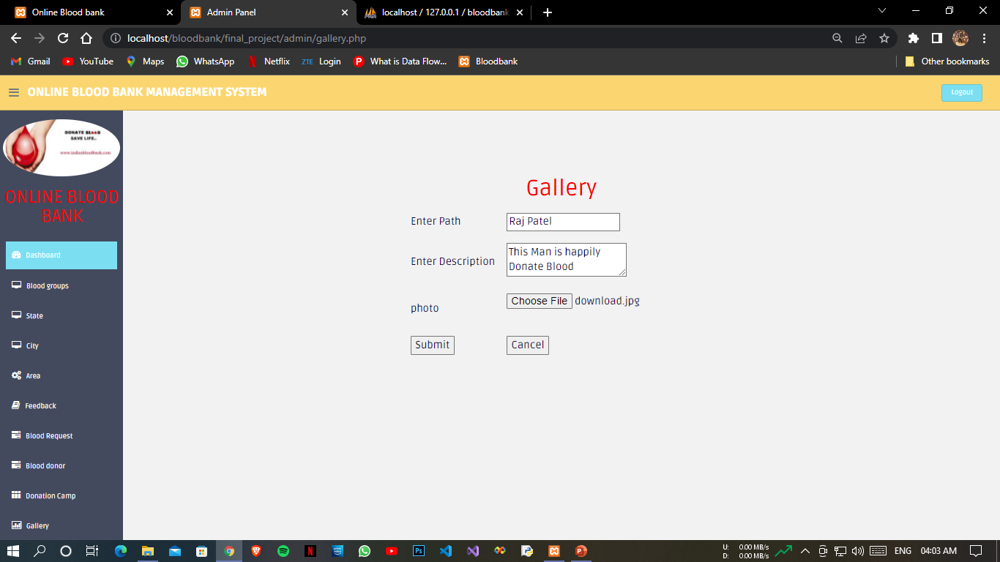 Online Blood bank
Admin Panel
localhost / 127.0.0.1 / bloodbank
localhost/bloodbank/final_project/admin/gallery.php
Gmail
YouTube
Maps
WhatsApp
Netflix
ZTE Login
What is Data Flow...
Bloodbank
Other bookmarks
ONLINE BLOOD BANK MANAGEMENT SYSTEM
Logout
DONATE BLOOD
SAVE LIFE..
www.indianbloodbank.com
ONLINE BLOOD
BANK
Dashboard
Blood groups
State
City
Area
Feedback
Blood Request
Blood donor
Donation Camp
Gallery
Gallery
Enter Path
Raj Patel
Enter Description
This Man is happily
Donate Blood
photo
Choose File download.jpg
Submit
Cancel
U: 0.00 MB/s
D: 0.00 MB/s
ENG
04:03 AM